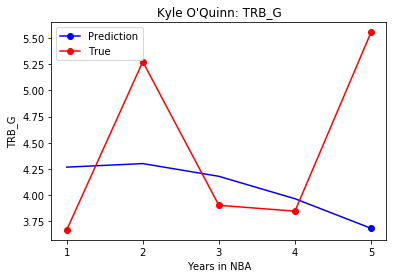 Kyle O'Quinn: TRB_G
Prediction
True
5.50
5.25
5.00
4.75
4.50
4.25
4.00
3.75
TRB_G
1 2 3 4 5
Years in NBA